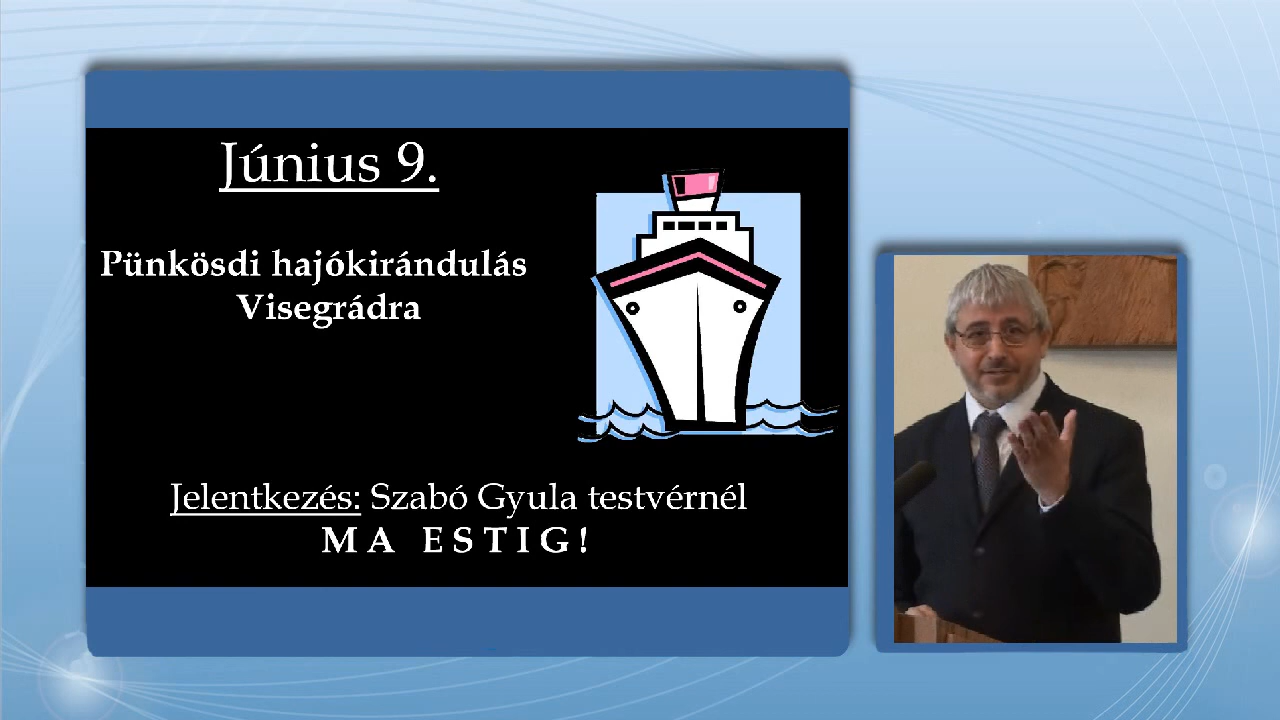 Június 9.
Pünkösdi hajókirándulás
Visegrádra
Jelentkezés: Szabó Gyula testvérnél
MA ESTIG!